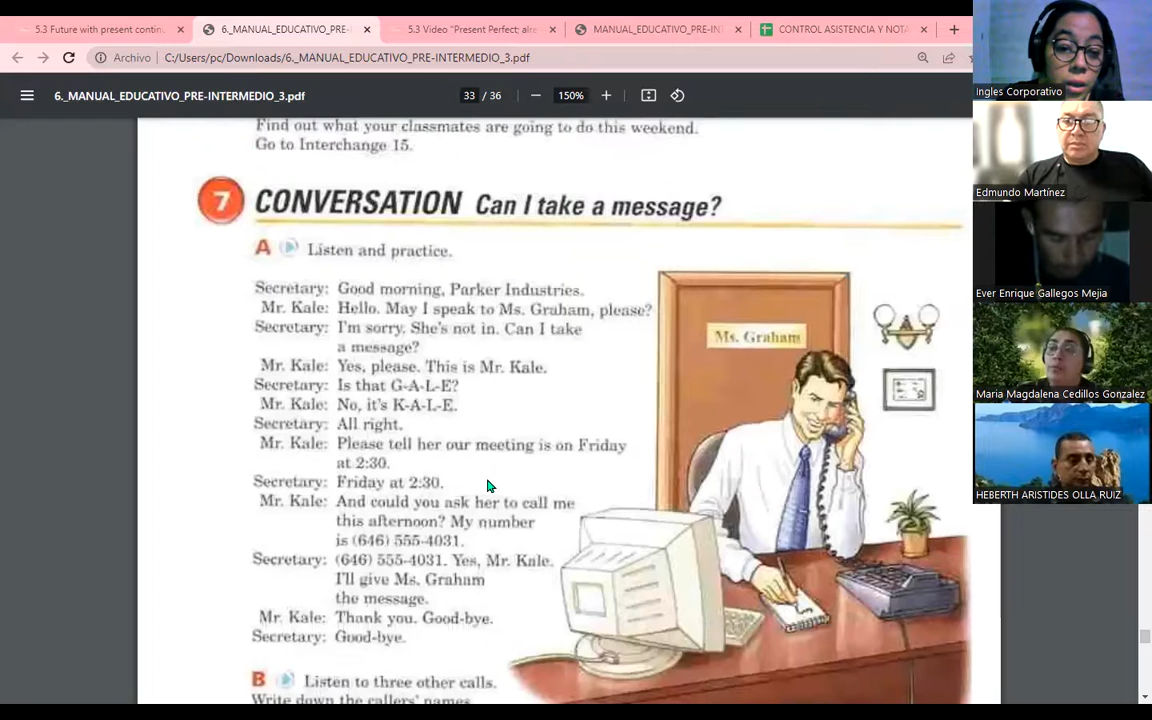 5.3 Future with present continu
6._MANUAL_EDUCATIVO_PRE-
5.3 Video "Present Perfect; alre
MANUAL_EDUCATIVO_PRE-INT
CONTROL ASISTENCIA Y NOTA
Archivo
C:/Users/pc/Downloads/6._MANUAL_EDUCATIVO_PRE-INTERMEDIO_3.pdf
6._MANUAL_EDUCATIVO_PRE-INTERMEDIO_3.pdf
33 / 36
150%
Find out what your classmates are going to do this weekend.
Go to Interchange 15.
7 CONVERSATION Can I take a message?
A Listen and practice.
Secretary: Good morning, Parker Industries.
Mr. Kale: Hello. May I speak to Ms. Graham, please?
Secretary: I'm sorry. She's not in. Can I take
a message?
Mr. Kale: Yes, please. This is Mr. Kale.
Secretary: Is that G-A-L-E?
Mr. Kale: No, it's K-A-L-E.
Secretary: All right.
Mr. Kale: Please tell her our meeting is on Friday
at 2:30.
Secretary: Friday at 2:30.
Mr. Kale: And could you ask her to call me
this afternoon? My number
is (646) 555-4031.
Secretary: (646) 555-4031. Yes, Mr. Kale.
I'll give Ms. Graham
the message.
Mr. Kale: Thank you. Good-bye.
Secretary: Good-bye.
B Listen to three other calls.
Write down the callers' names
Ms. Graham
Ingles Corporativo
Edmundo Martínez
Ever Enrique Gallegos Mejia
Maria Magdalena Cedillos Gonzalez
HEBERTH ARISTIDES OLLA RUIZ